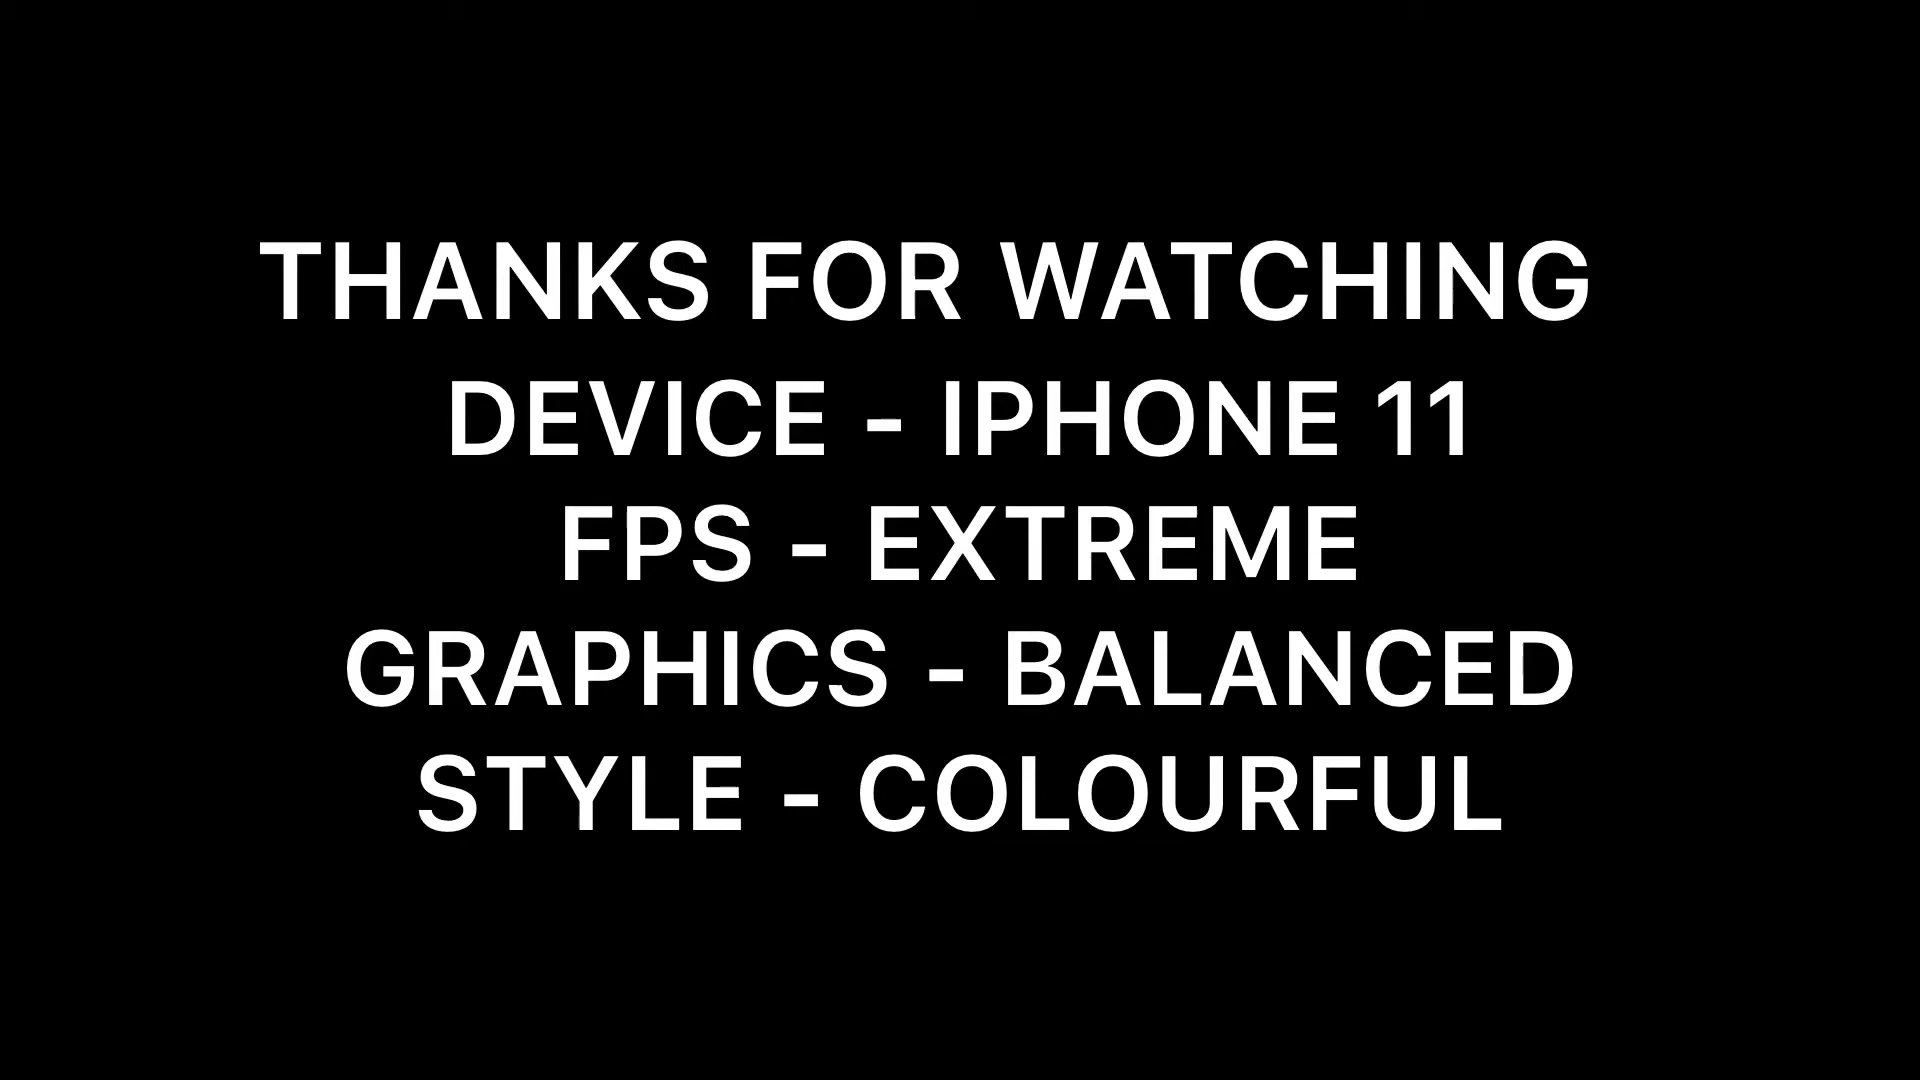 THANKS FOR WATCHING
DEVICE - IPHONE 11
FPS - EXTREME
GRAPHICS - BALANCED
STYLE - COLOURFUL